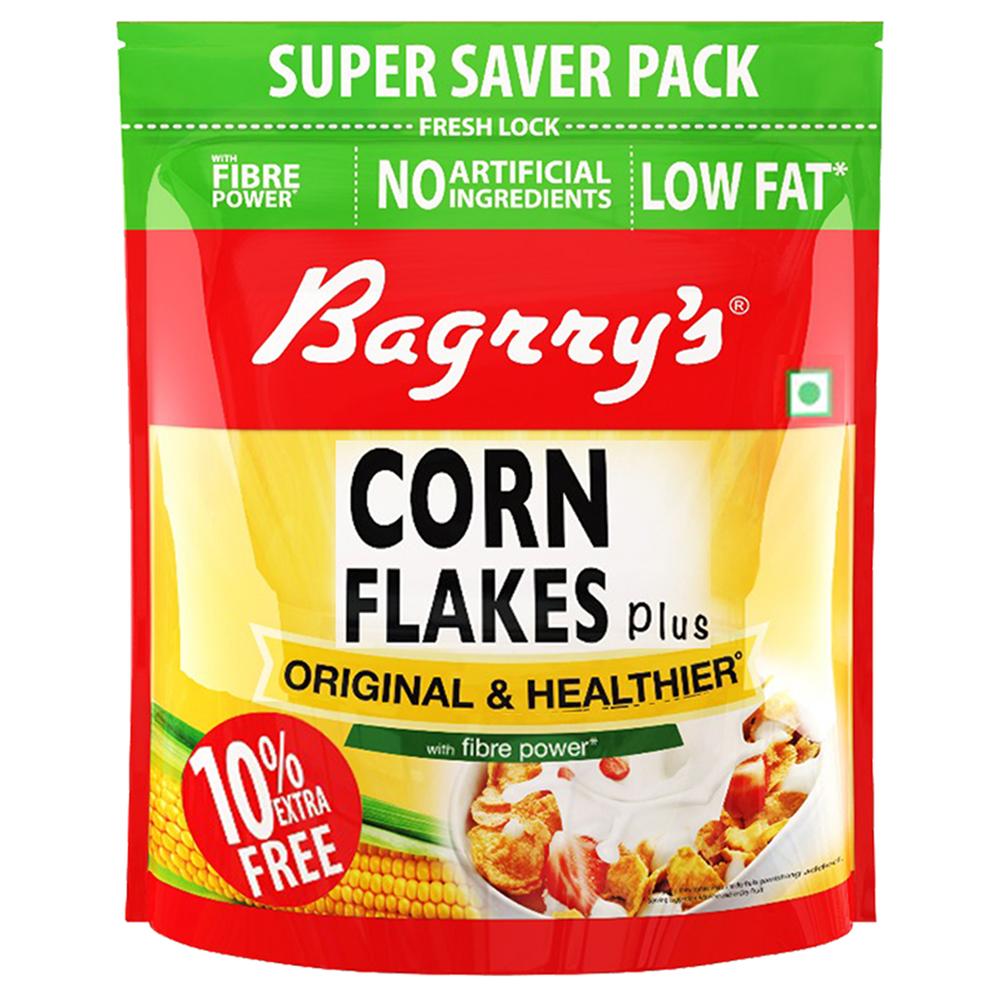 SUPER SAVER PACK
FRESH LOCK
WITH
FIBRE
POWER*
NO ARTIFICIAL
INGREDIENTS
LOW FAT*
Bagrry's®
CORN
FLAKES plus
ORIGINAL & HEALTHIER°
with fibre power*
10%
EXTRA
FREE